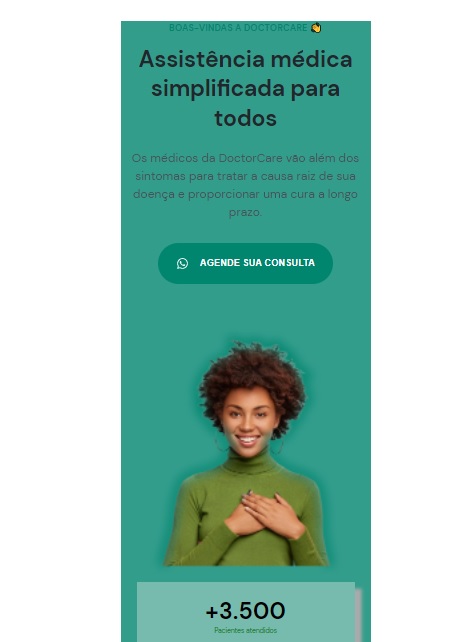 BOAS-VINDAS A DOCTORCARE 👋
Assistência médica
simplificada para
todos
Os médicos da DoctorCare vão além dos
sintomas para tratar a causa raiz de sua
doença e proporcionar uma cura a longo
prazo.
AGENDE SUA CONSULTA
+3.500
Pacientes atendidos